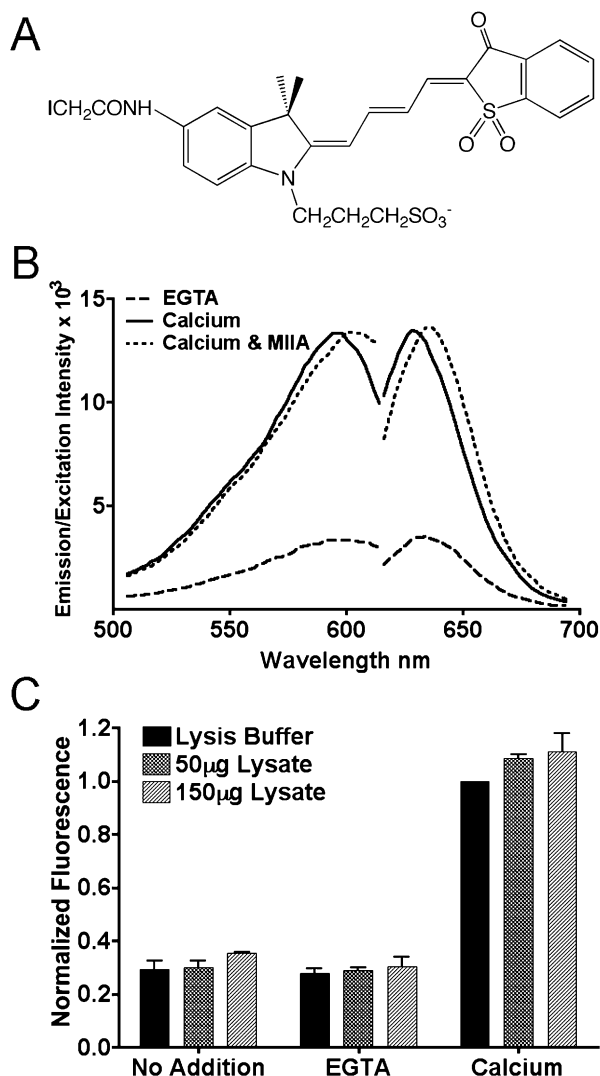 A
O
ICH₂CONH
S
O O
N
CH₂CH₂CH₂SO₃⁻
B
Emission/Excitation Intensity x 10³
EGTA
Calcium
Calcium & MIIA
15
10
5
500 550 600 650 700
Wavelength nm
C
Normalized Fluorescence
Lysis Buffer
50µg Lysate
150µg Lysate
1.2
1.0
0.8
0.6
0.4
0.2
0.0
No Addition EGTA Calcium